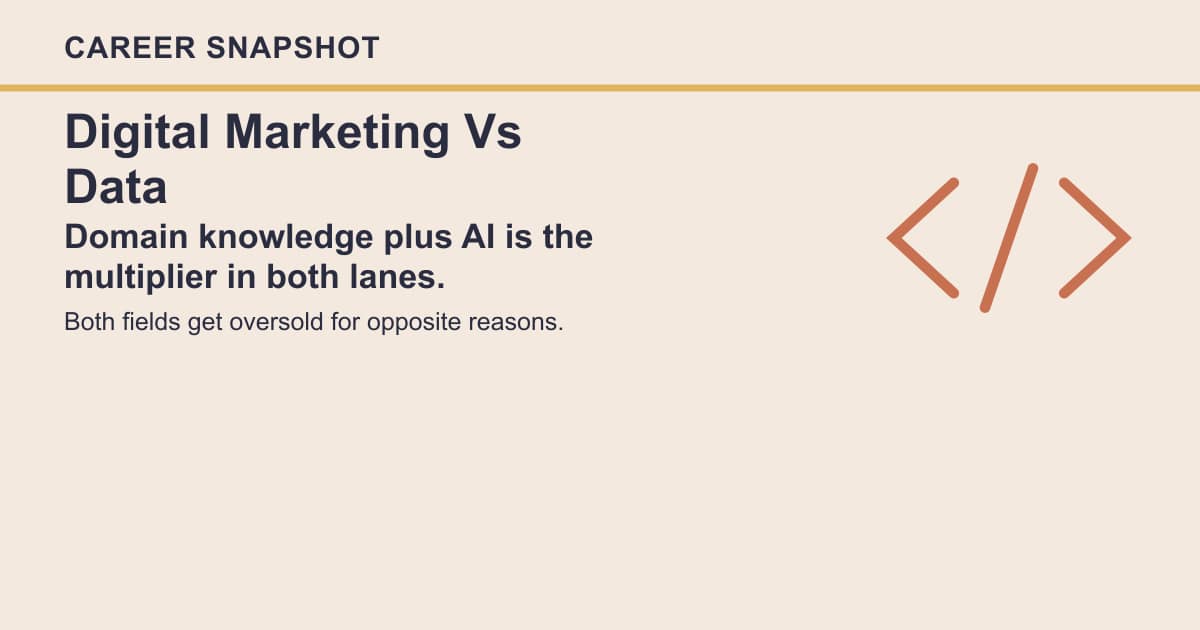 CAREER SNAPSHOT
Digital Marketing Vs
Data
Domain knowledge plus AI is the
multiplier in both lanes.
Both fields get oversold for opposite reasons.